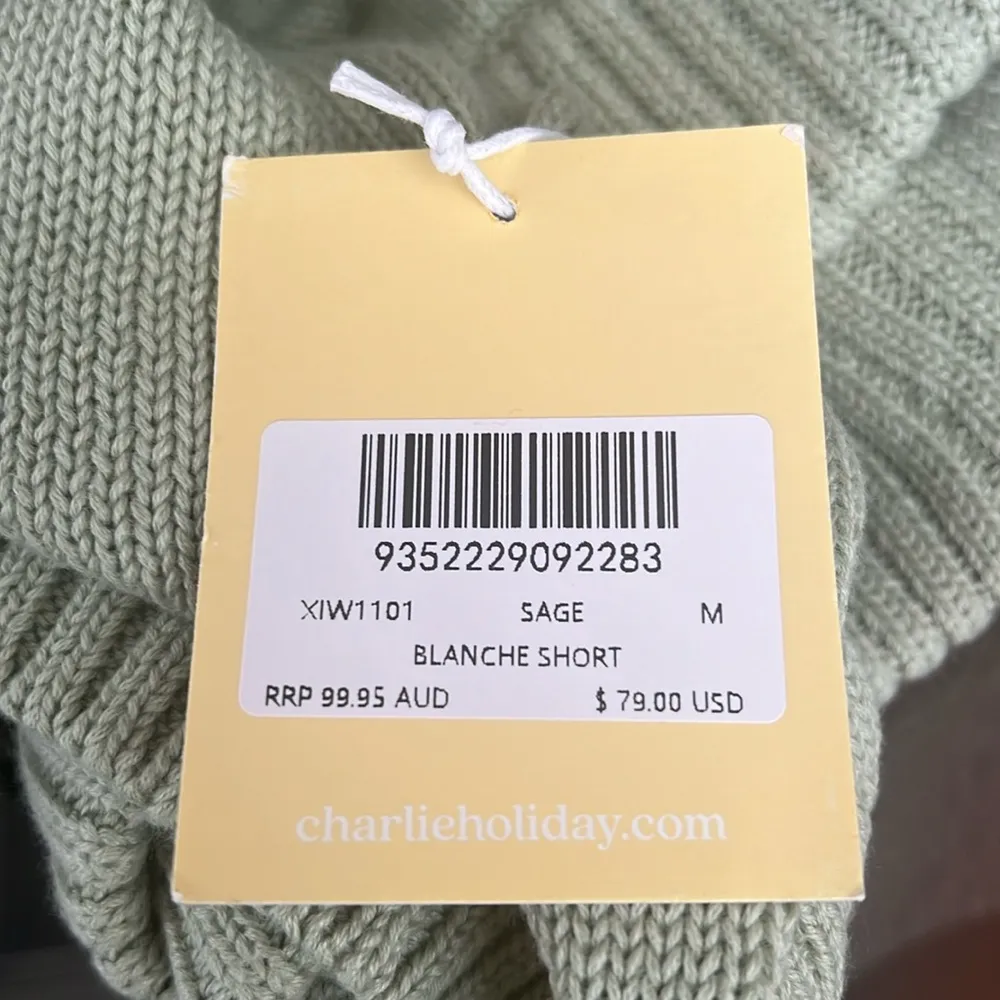 9352229092283
XIW1101 SAGE M
BLANCHE SHORT
RRP 99.95 AUD $ 79.00 USD
charlieholiday.com